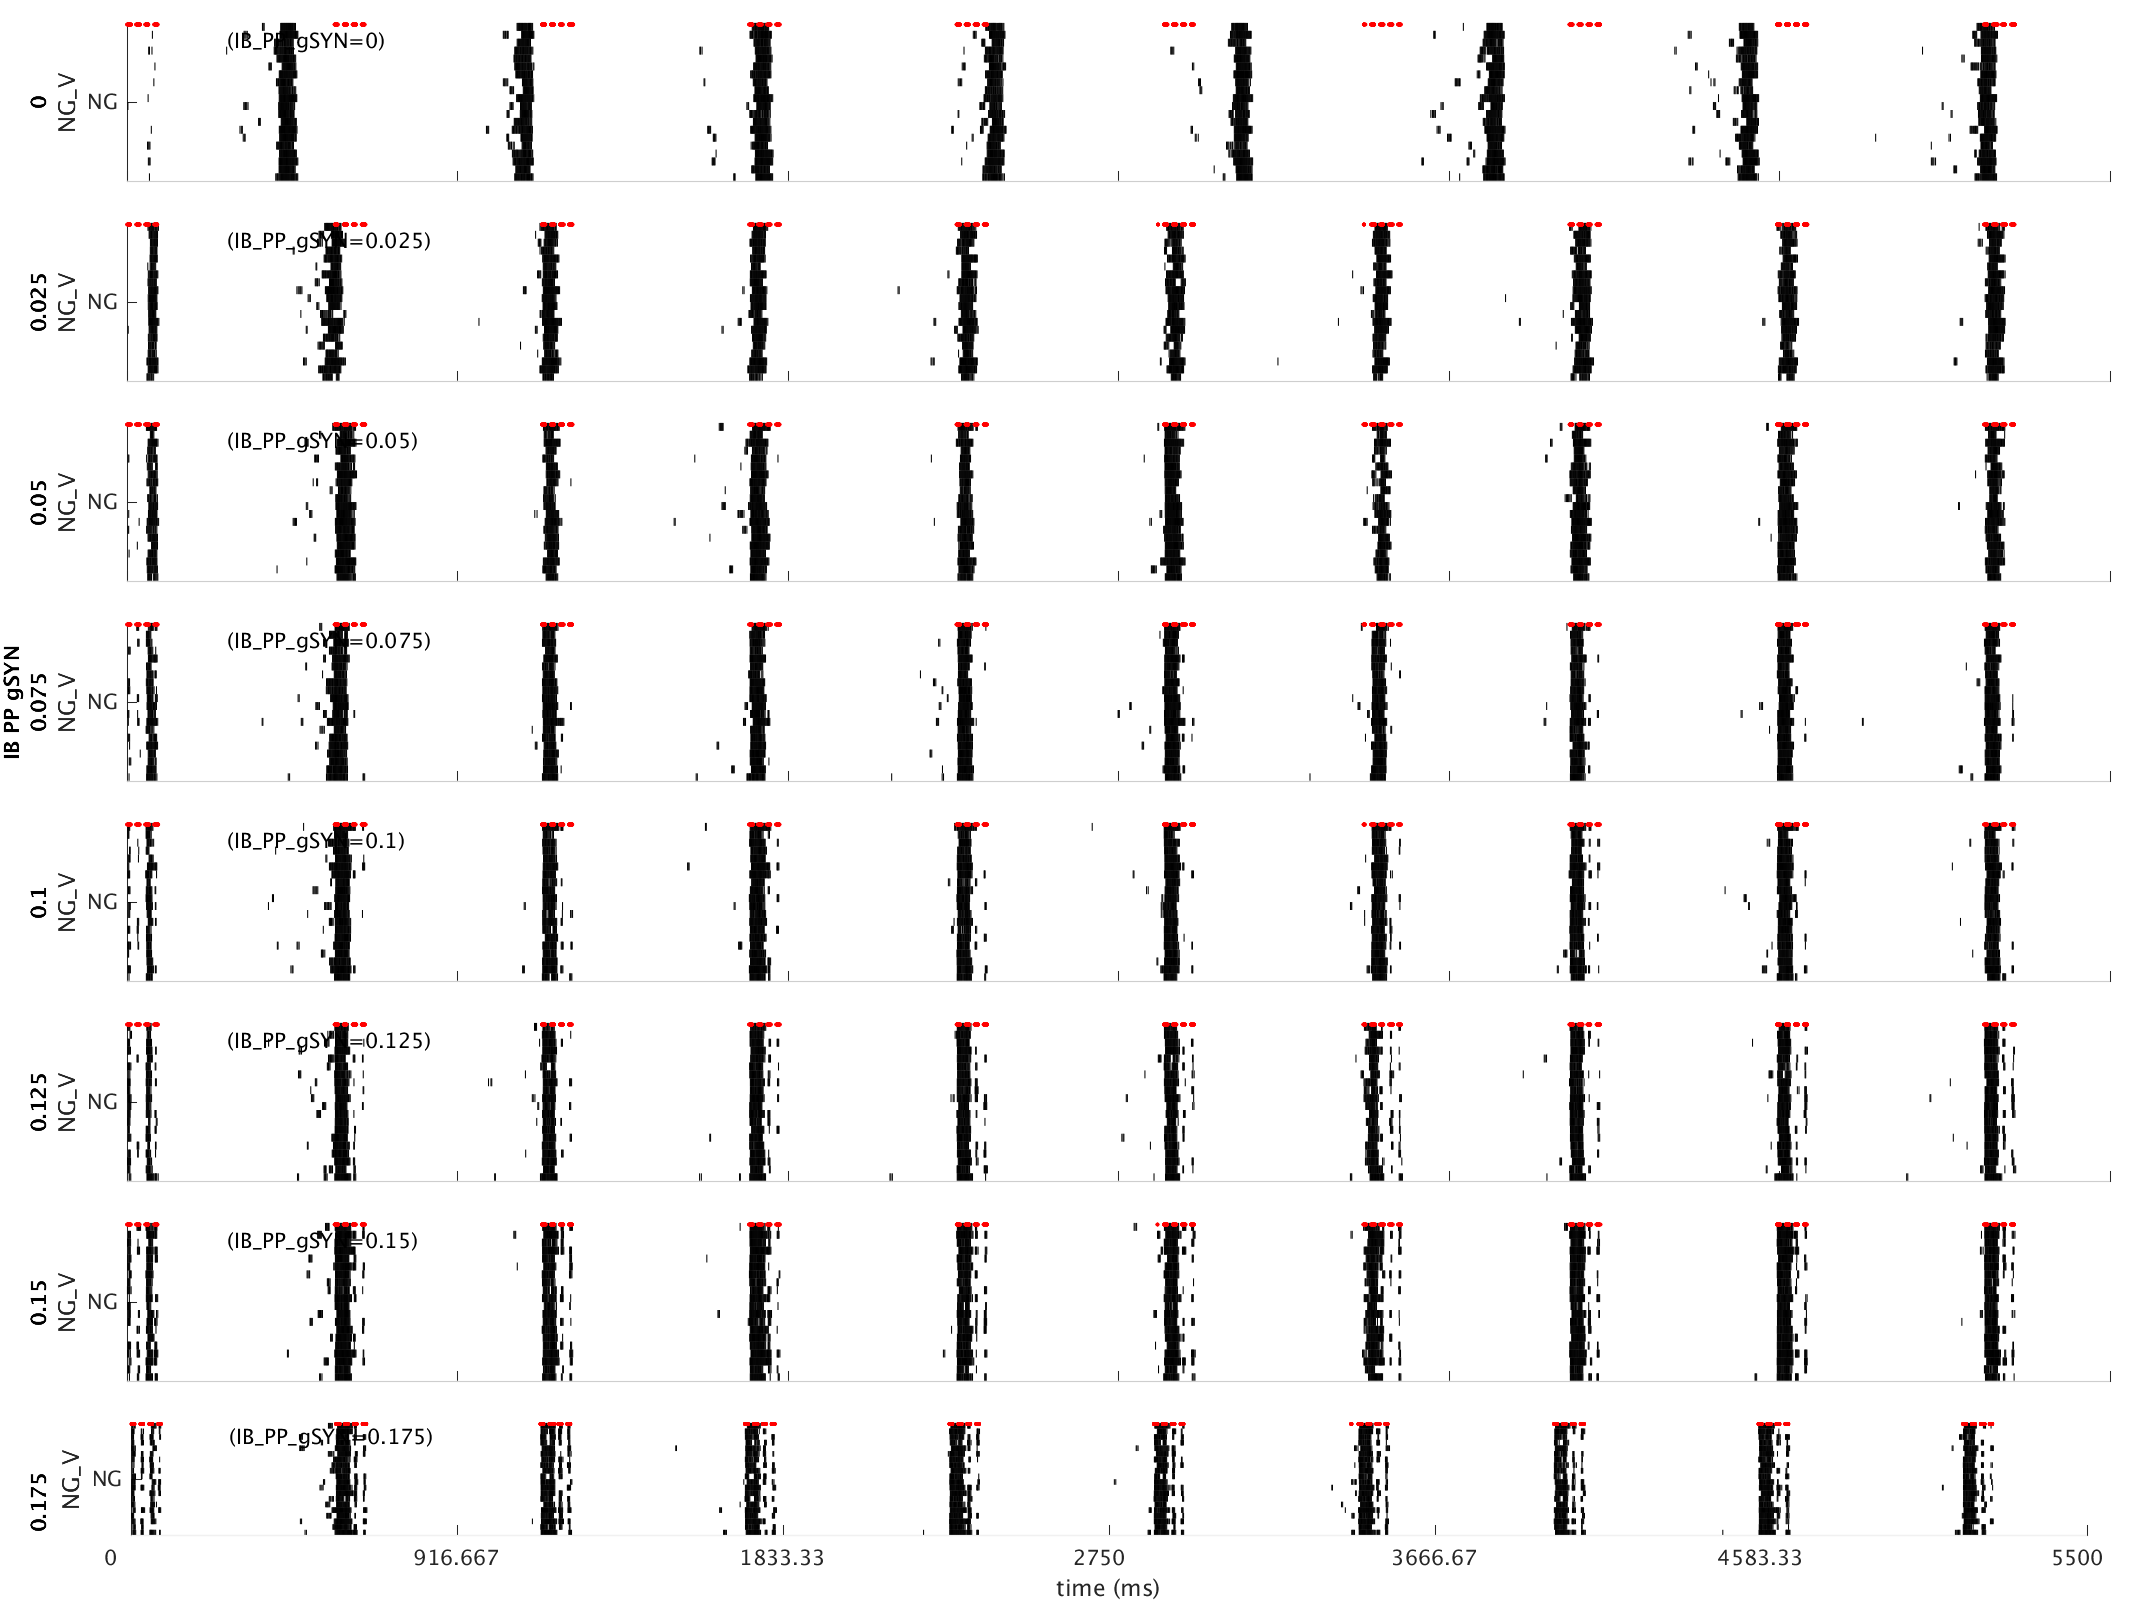 IB PP gSYN
0
NG_V
NG
(IB_PP_gSYN=0)
0.025
NG_V
NG
(IB_PP_gSYN=0.025)
0.05
NG_V
NG
(IB_PP_gSYN=0.05)
0.075
NG_V
NG
(IB_PP_gSYN=0.075)
0.1
NG_V
NG
(IB_PP_gSYN=0.1)
0.125
NG_V
NG
(IB_PP_gSYN=0.125)
0.15
NG_V
NG
(IB_PP_gSYN=0.15)
0.175
NG_V
NG
(IB_PP_gSYN=0.175)
0 916.667 1833.33 2750 3666.67 4583.33 5500
time (ms)